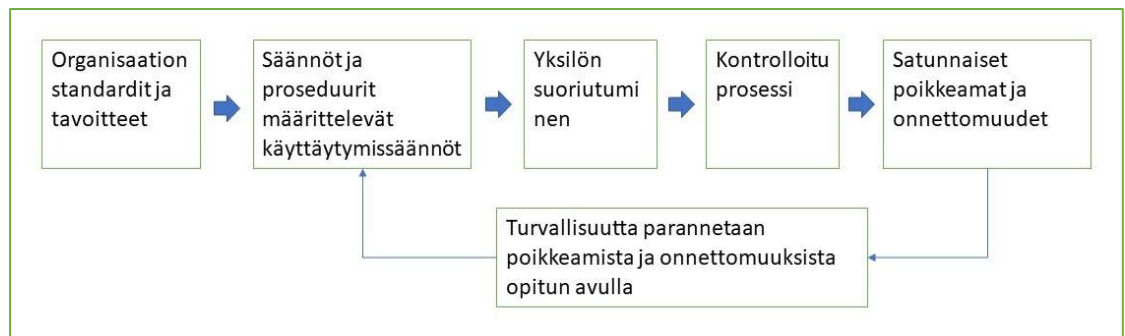 Organisaation
standardit ja
tavoitteet
Säännöt ja
proseduurit
määrittelevät
käyttäytymissäännöt
Yksilön
suoriutumi
nen
Kontrolloitu
prosessi
Satunnaiset
poikkeamat ja
onnettomuudet
Turvallisuutta parannetaan
poikkeamista ja onnettomuuksista
opitun avulla